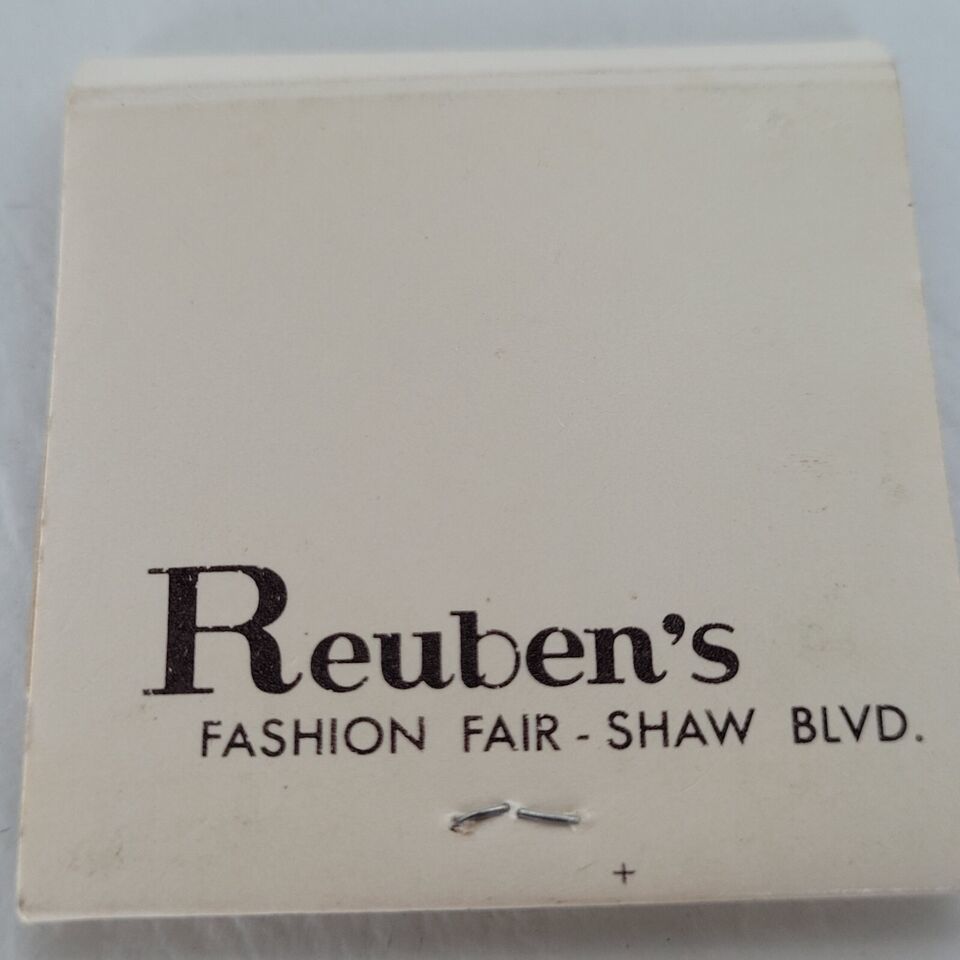 Reuben's
FASHION FAIR - SHAW BLVD.
+